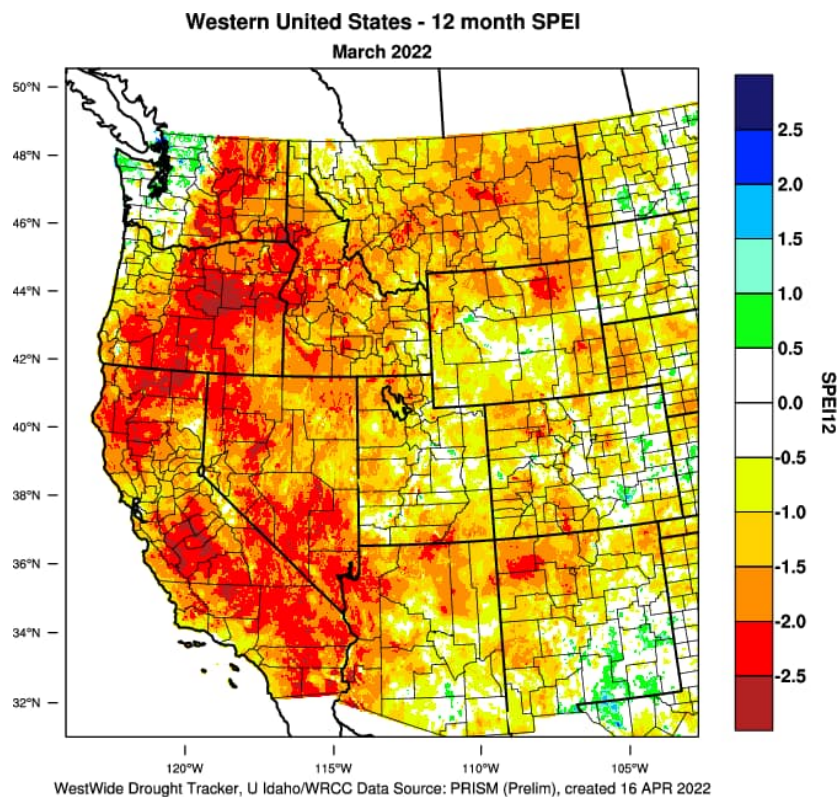 Western United States - 12 month SPEI
March 2022
50°N
48°N
46°N
44°N
42°N
40°N
38°N
36°N
34°N
32°N
120°W
115°W
110°W
105°W
2.5
2.0
1.5
1.0
0.5
0.0
-0.5
-1.0
-1.5
-2.0
-2.5
SPEI12
WestWide Drought Tracker, U Idaho/WRCC Data Source: PRISM (Prelim), created 16 APR 2022